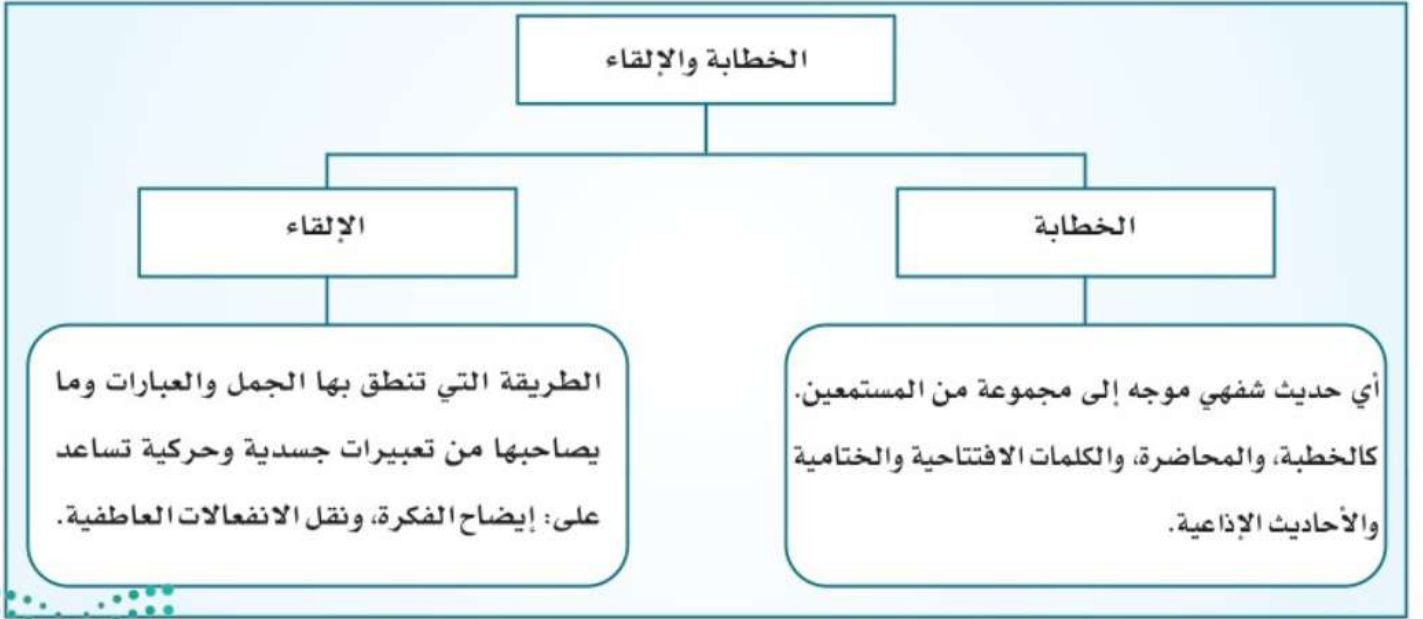 الخطابة والإلقاء
الخطابة
أي حديث شفهي موجه إلى مجموعة من المستمعين.
كالخطبة، والمحاضرة، والكلمات الافتتاحية والختامية
والأحاديث الإذاعية.
الإلقاء
الطريقة التي تنطق بها الجمل والعبارات وما
يصاحبها من تعبيرات جسدية وحركية تساعد
على: إيضاح الفكرة، ونقل الانفعالات العاطفية.